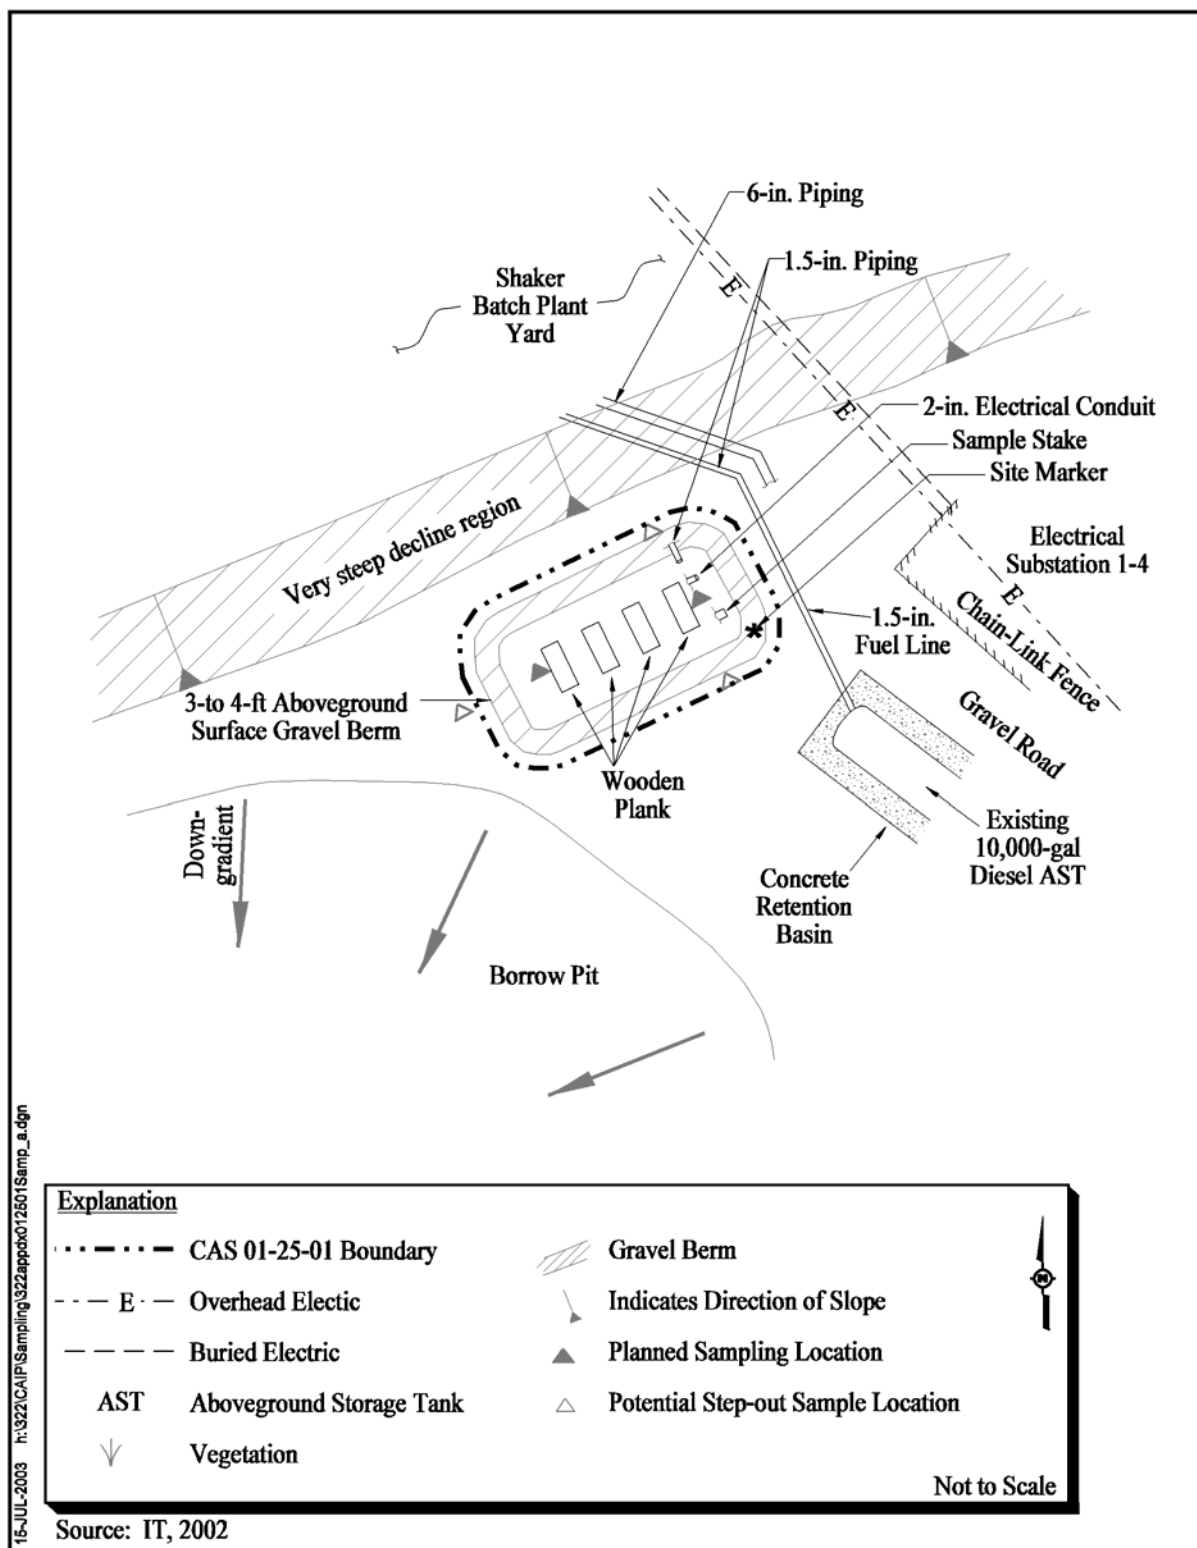 6-in. Piping
1.5-in. Piping
Shaker
Batch Plant
Yard
E
E
2-in. Electrical Conduit
Sample Stake
Site Marker
Very steep decline region
Electrical
Substation 1-4
E
Chain-Link Fence
1.5-in.
Fuel Line
3-to 4-ft Aboveground
Surface Gravel Berm
Gravel Road
Wooden
Plank
Down-
gradient
Existing
10,000-gal
Diesel AST
Concrete
Retention
Basin
Borrow Pit
Explanation
CAS 01-25-01 Boundary
E Overhead Electic
Buried Electric
AST Aboveground Storage Tank
Vegetation
Gravel Berm
Indicates Direction of Slope
Planned Sampling Location
Potential Step-out Sample Location
N
Not to Scale
Source: IT, 2002
15-JUL-2003 h:\322\CAIP\Sampling\322appdx012501Samp_a.dgn